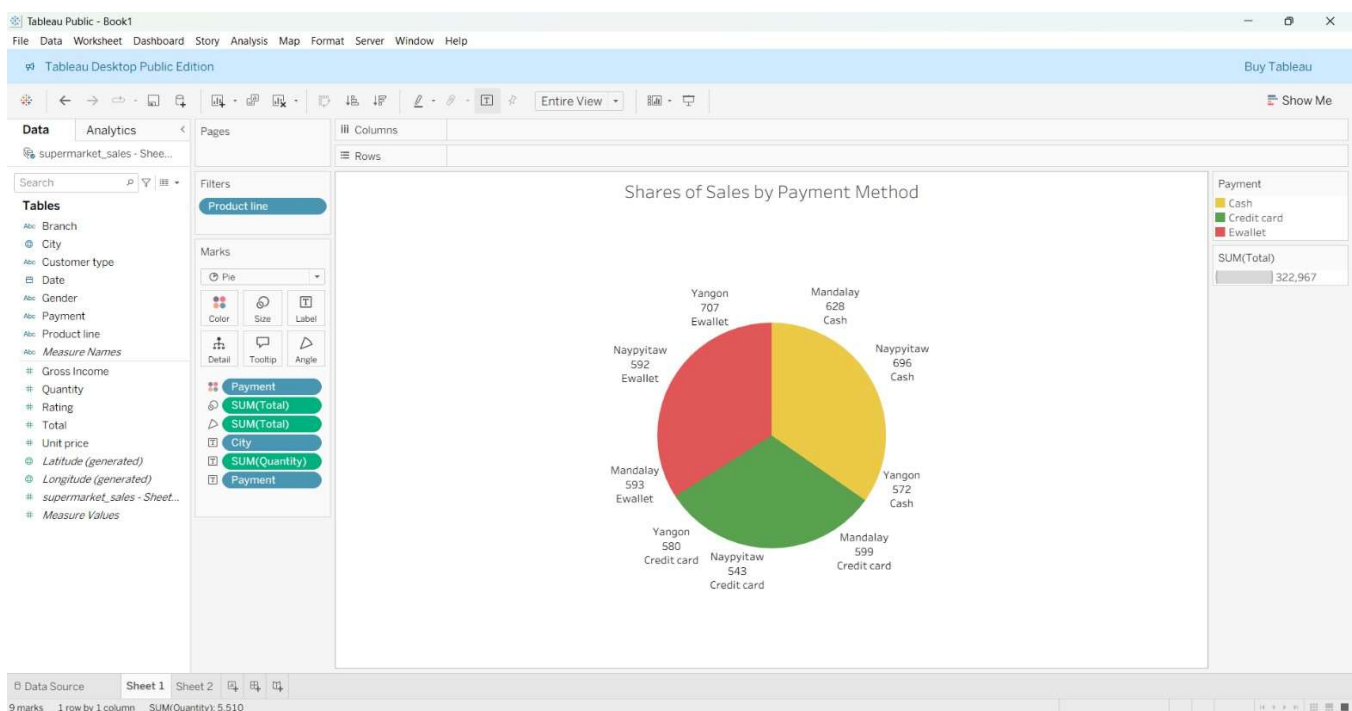 Tableau Public - Book1
File Data Worksheet Dashboard Story Analysis Map Format Server Window Help
Tableau Desktop Public Edition
Buy Tableau
Entire View
Show Me
Data Analytics
supermarket_sales - Shee...
Search
Tables
Abc Branch
City
Abc Customer type
Date
Abc Gender
Abc Payment
Abc Product line
Abc Measure Names
# Gross Income
# Quantity
# Rating
# Total
# Unit price
Latitude (generated)
Longitude (generated)
# supermarket_sales - Sheet...
# Measure Values
Pages
Filters
Product line
Marks
Pie
Color Size Label
Detail Tooltip Angle
Payment
SUM(Total)
SUM(Total)
City
SUM(Quantity)
Payment
Columns
Rows
Shares of Sales by Payment Method
Yangon
707
Ewallet
Mandalay
628
Cash
Naypyitaw
592
Ewallet
Naypyitaw
696
Cash
Mandalay
593
Ewallet
Yangon
572
Cash
Yangon
580
Credit card
Naypyitaw
543
Credit card
Mandalay
599
Credit card
Payment
Cash
Credit card
Ewallet
SUM(Total)
322,967
Data Source Sheet 1 Sheet 2
9 marks 1 row by 1 column SUM(Quantity): 5,510